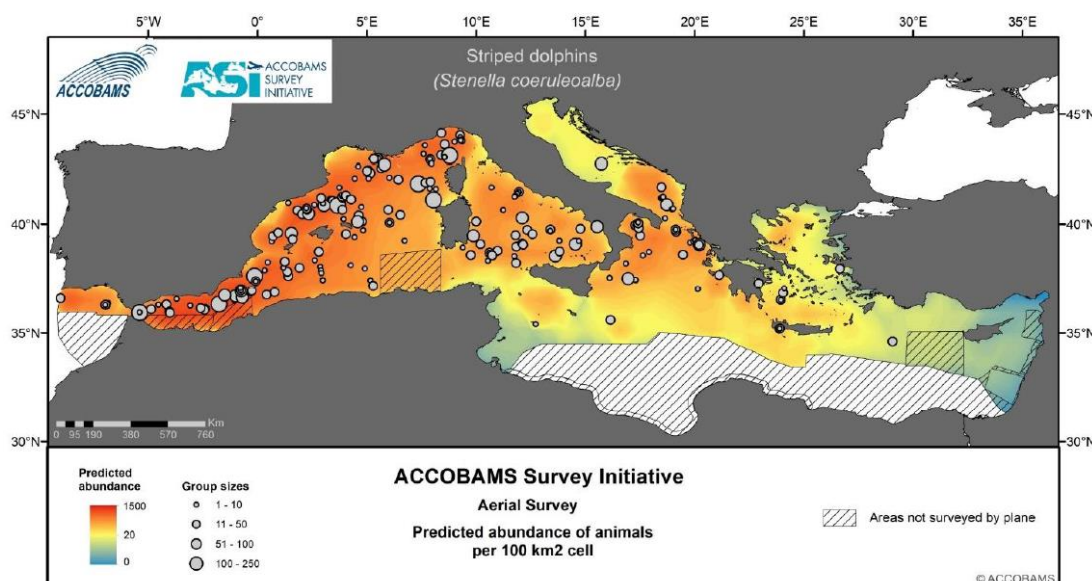 5°W 0° 5°E 10°E 15°E 20°E 25°E 30°E 35°E
ACCOBAMS
ASI
ACCOBAMS
SURVEY
INITIATIVE
Striped dolphins
(Stenella coeruleoalba)
45°N 45°N
40°N 40°N
35°N 35°N
30°N 30°N
Km
0 95 190 380 570 760
Predicted
abundance
1500
20
0
Group sizes
1 - 10
11 - 50
51 - 100
100 - 250
ACCOBAMS Survey Initiative
Aerial Survey
Predicted abundance of animals
per 100 km2 cell
Areas not surveyed by plane
© ACCOBAMS